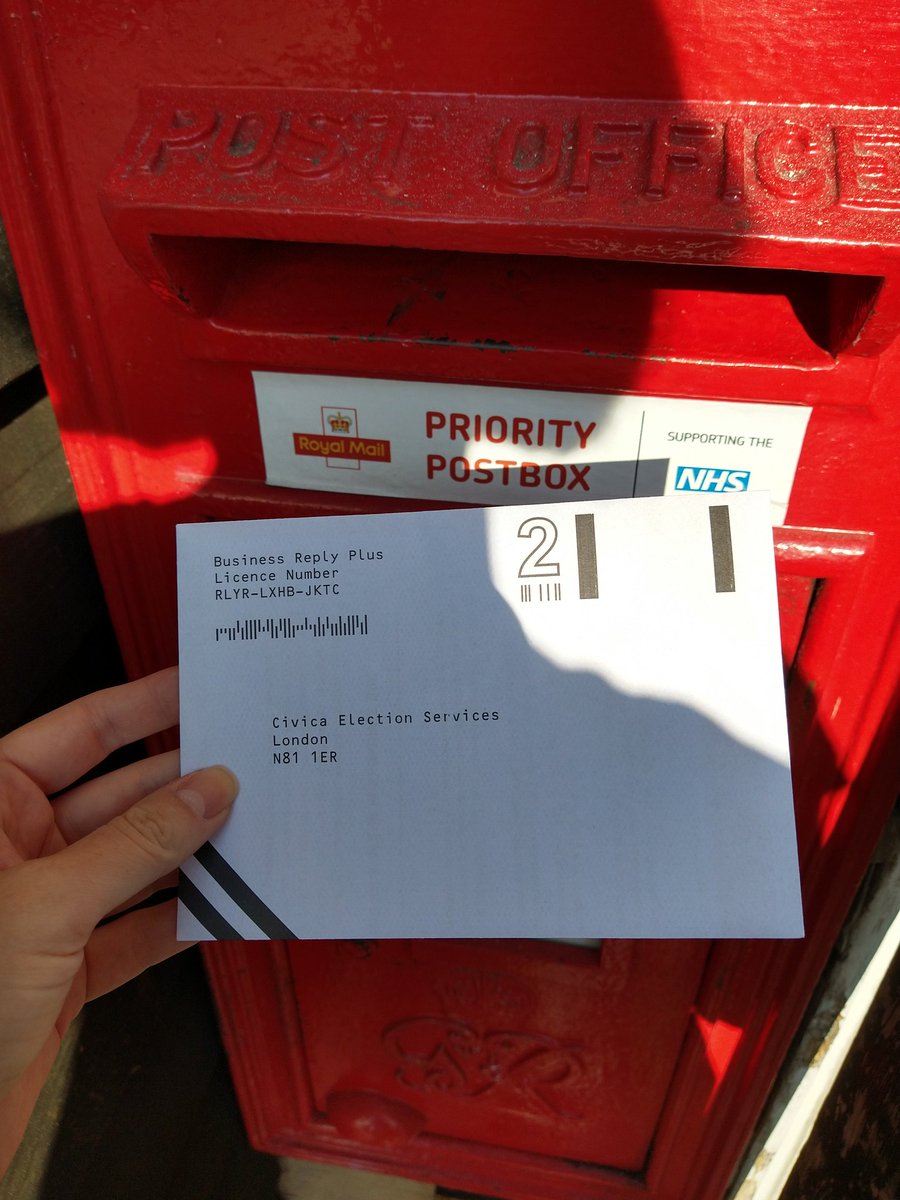 POST OFFICE
Royal Mail
PRIORITY
POSTBOX
SUPPORTING THE
NHS
Business Reply Plus
Licence Number
RLYR-LXHB-JKTC
2
Civica Election Services
London
N81 1ER
GR